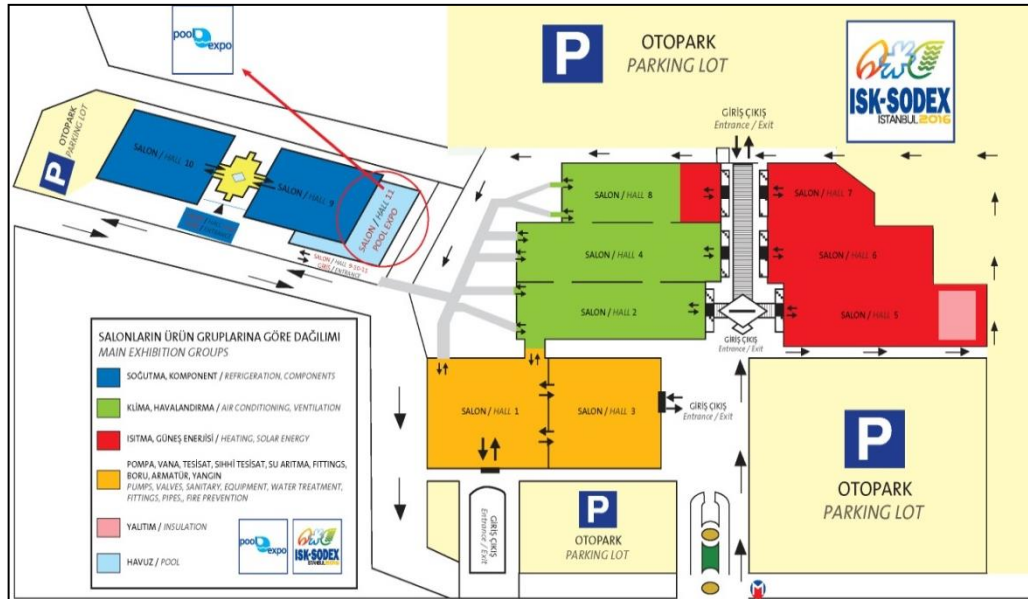 pool expo
P
OTOPARK
PARKING LOT
ISK-SODEX
İSTANBUL2016
GİRİŞ ÇIKIŞ
Entrance / Exit
OTOPARK
PARKING LOT
P
SALON / HALL 10
SALON / HALL 9
SALON / HALL 11
POOL EXPO
SALON / HALL 9-10-11
GİRİŞ / ENTRANCE
SALON / HALL 8
SALON / HALL 7
SALON / HALL 4
SALON / HALL 6
SALON / HALL 2
SALON / HALL 5
GİRİŞ ÇIKIŞ
Entrance / Exit
SALON / HALL 1
SALON / HALL 3
GİRİŞ ÇIKIŞ
Entrance / Exit
GİRİŞ ÇIKIŞ
Entrance / Exit
P
OTOPARK
PARKING LOT
P
OTOPARK
PARKING LOT
M
SALONLARIN ÜRÜN GRUPLARINA GÖRE DAĞILIMI
MAIN EXHIBITION GROUPS
SOĞUTMA, KOMPONENT / REFRIGERATION, COMPONENTS
KLİMA, HAVALANDIRMA / AIR CONDITIONING, VENTILATION
ISITMA, GÜNEŞ ENERJİSİ / HEATING, SOLAR ENERGY
POMPA, VANA, TESİSAT, SIHHİ TESİSAT, SU ARITMA, FITTINGS,
BORU, ARMATÜR, YANGIN
PUMPS, VALVES, SANITARY, EQUIPMENT, WATER TREATMENT,
FITTINGS, PIPES,, FIRE PREVENTION
YALITIM / INSULATION
HAVUZ / POOL
pool expo
ISK-SODEX
İSTANBUL2016